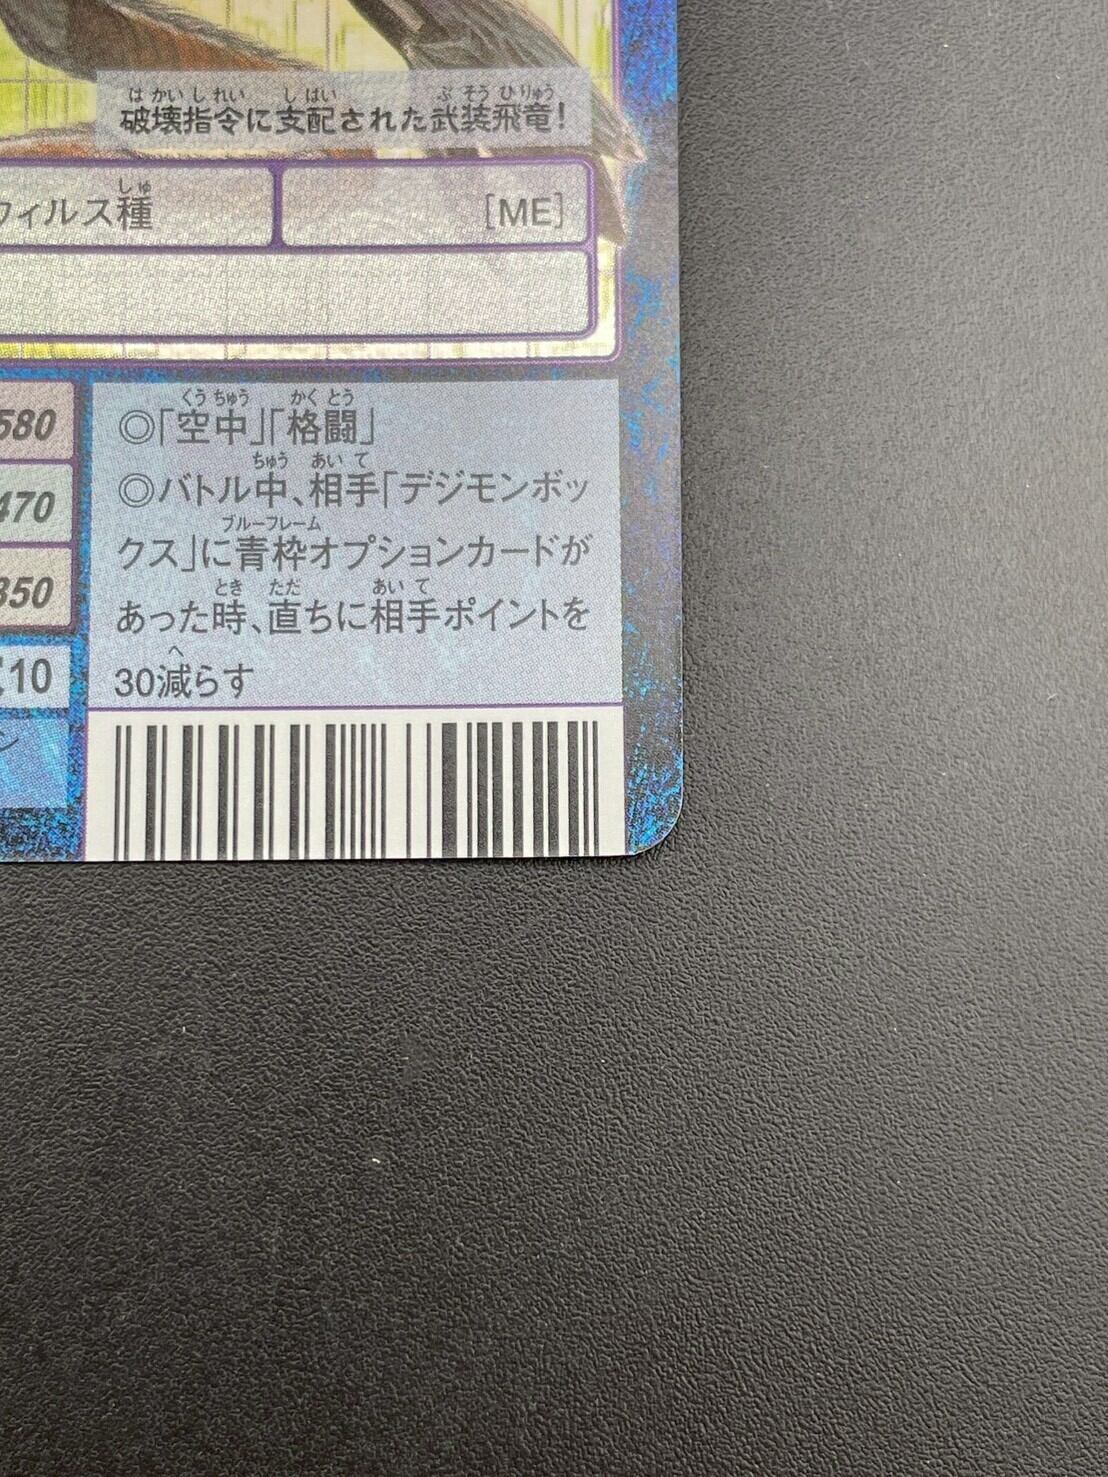 破壊指令に支配された武装飛竜!
ウィルス種
[ME]
580
470
350
◎「空中」「格闘」
◎バトル中、相手「デジモンボッ
クス」に青枠オプションカードが
あった時、直ちに相手ポイントを
30減らす
10
ン